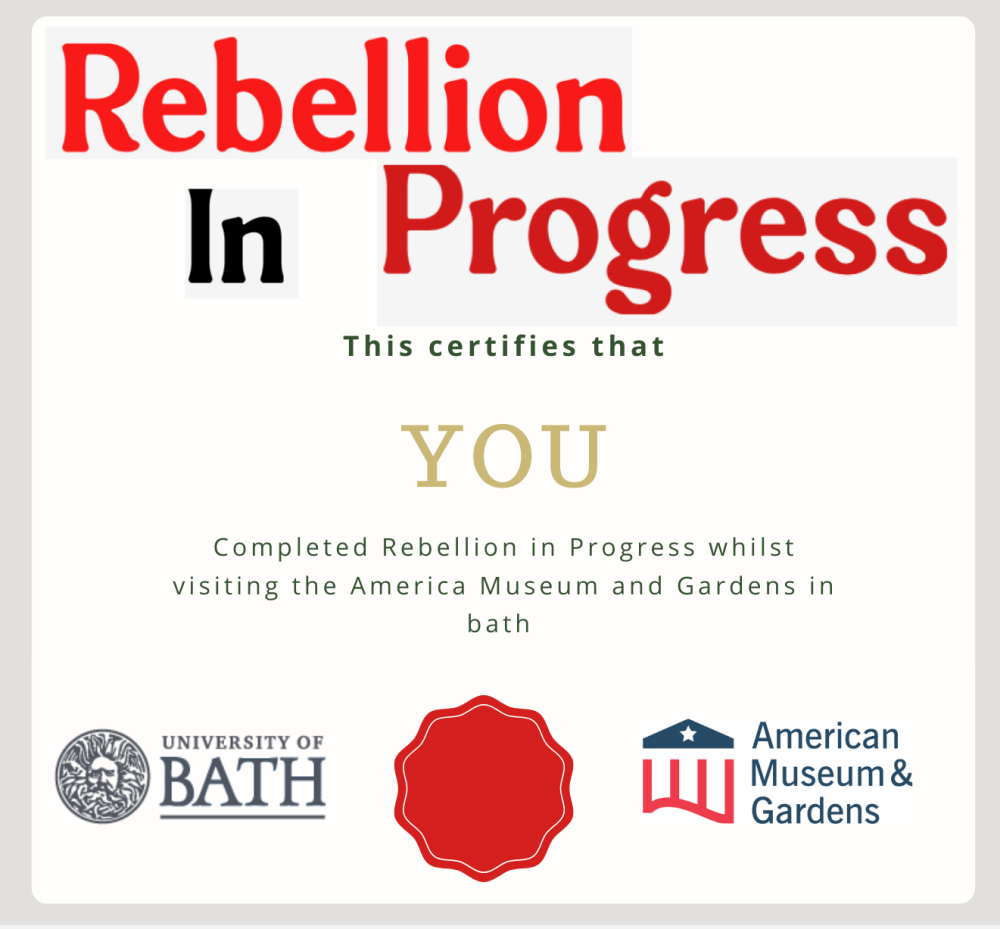 Rebellion
In Progress
This certifies that
YOU
Completed Rebellion in Progress whilst
visiting the America Museum and Gardens in
bath
UNIVERSITY OF
BATH
American
Museum &
Gardens